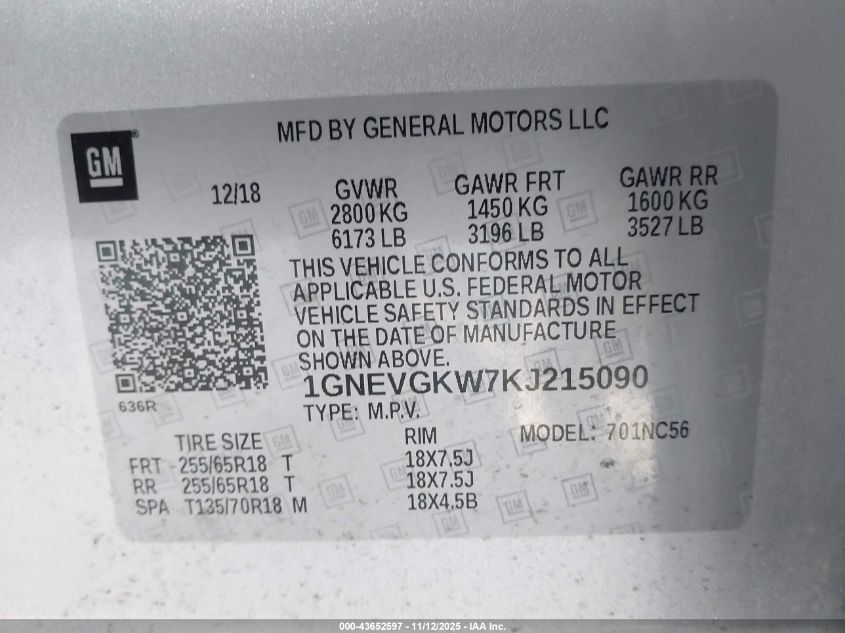 GM
MFD BY GENERAL MOTORS LLC
12/18
GVWR
2800 KG
6173 LB
GAWR FRT
1450 KG
3196 LB
GAWR RR
1600 KG
3527 LB
THIS VEHICLE CONFORMS TO ALL
APPLICABLE U.S. FEDERAL MOTOR
VEHICLE SAFETY STANDARDS IN EFFECT
ON THE DATE OF MANUFACTURE
SHOWN ABOVE.
1GNEVGKW7KJ215090
636R
TYPE: M.P.V.
TIRE SIZE RIM MODEL: 701NC56
FRT 255/65R18 T 18X7.5J
RR 255/65R18 T 18X7.5J
SPA T135/70R18 M 18X4.5B
000-43652597 - 11/12/2025 - IAA Inc.